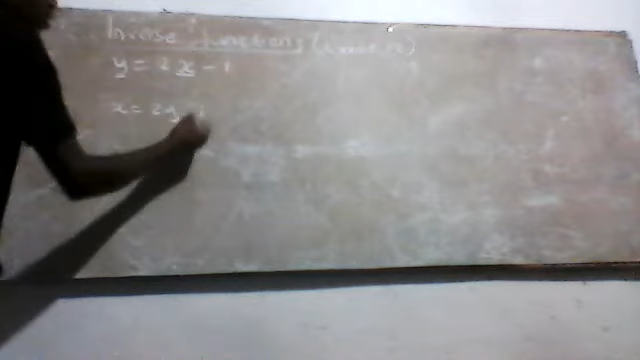 Inverse functions (Linear)
y = 2x - 1
x = 2y - 1